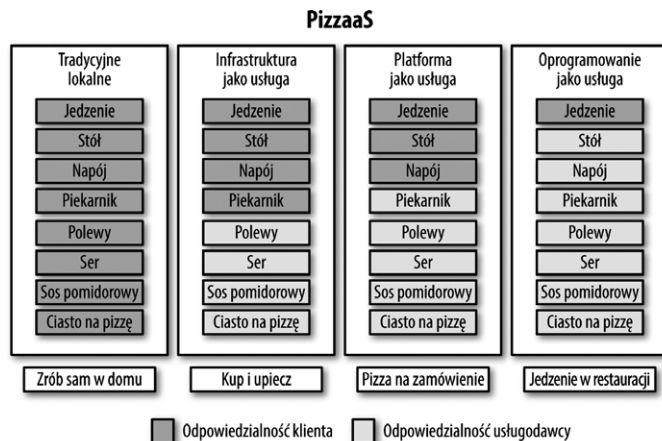 PizzaaS
Tradycyjne
lokalne
Jedzenie
Stół
Napój
Piekarnik
Polewy
Ser
Sos pomidorowy
Ciasto na pizzę
Zrób sam w domu
Infrastruktura
jako usługa
Jedzenie
Stół
Napój
Piekarnik
Polewy
Ser
Sos pomidorowy
Ciasto na pizzę
Kup i upiecz
Platforma
jako usługa
Jedzenie
Stół
Napój
Piekarnik
Polewy
Ser
Sos pomidorowy
Ciasto na pizzę
Pizza na zamówienie
Oprogramowanie
jako usługa
Jedzenie
Stół
Napój
Piekarnik
Polewy
Ser
Sos pomidorowy
Ciasto na pizzę
Jedzenie w restauracji
Odpowiedzialność klienta
Odpowiedzialność usługodawcy